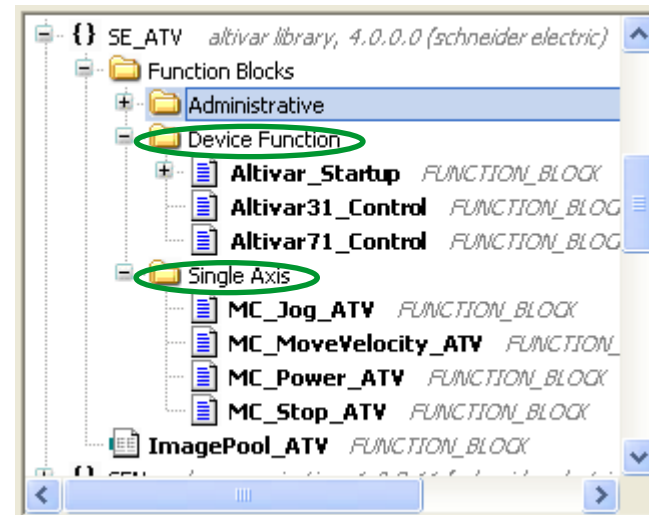 {} SE_ATV altivar library, 4.0.0.0 (schneider electric)
Function Blocks
Administrative
Device Function
Altivar_Startup FUNCTION_BLOCK
Altivar31_Control FUNCTION_BLOC
Altivar71_Control FUNCTION_BLOC
Single Axis
MC_Jog_ATV FUNCTION_BLOCK
MC_MoveVelocity_ATV FUNCTION_
MC_Power_ATV FUNCTION_BLOCK
MC_Stop_ATV FUNCTION_BLOCK
ImagePool_ATV FUNCTION_BLOCK